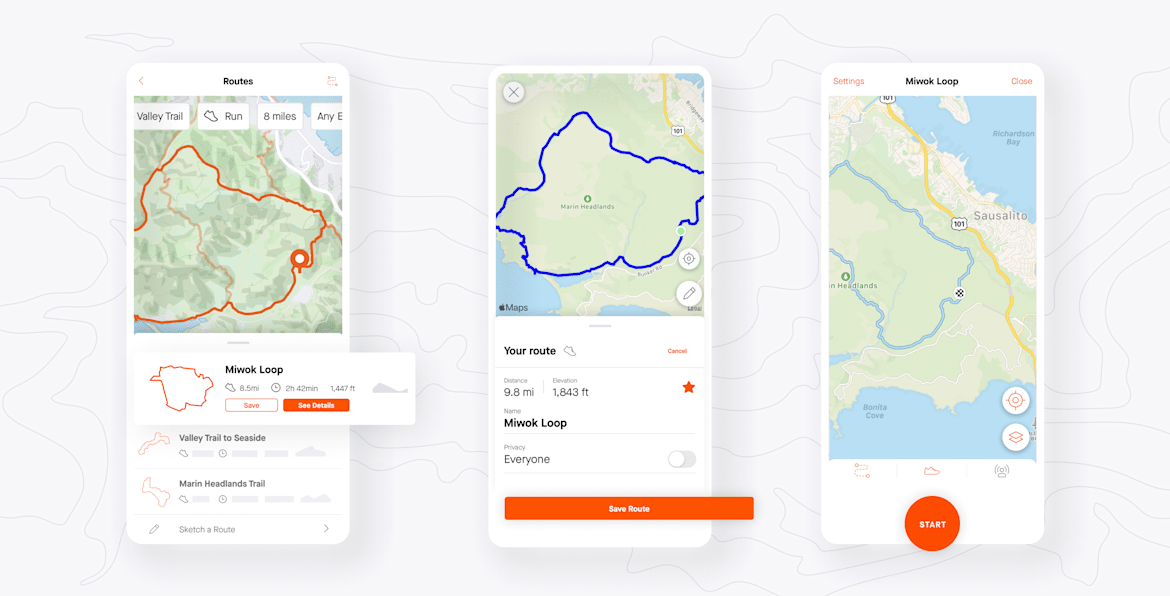 Routes
Valley Trail
Run
8 miles
Any E
Miwok Loop
8.5mi
2h 42min
1,447 ft
Save
See Details
Valley Trail to Seaside
Marin Headlands Trail
Sketch a Route
101
Marin Headlands
Maps
Your route
Cancel
Distance
9.8 mi
Elevation
1,843 ft
Name
Miwok Loop
Privacy
Everyone
Save Route
Settings
Miwok Loop
Close
101
Richardson
Bay
Sausalito
101
n Headlands
Bonita
Cove
START